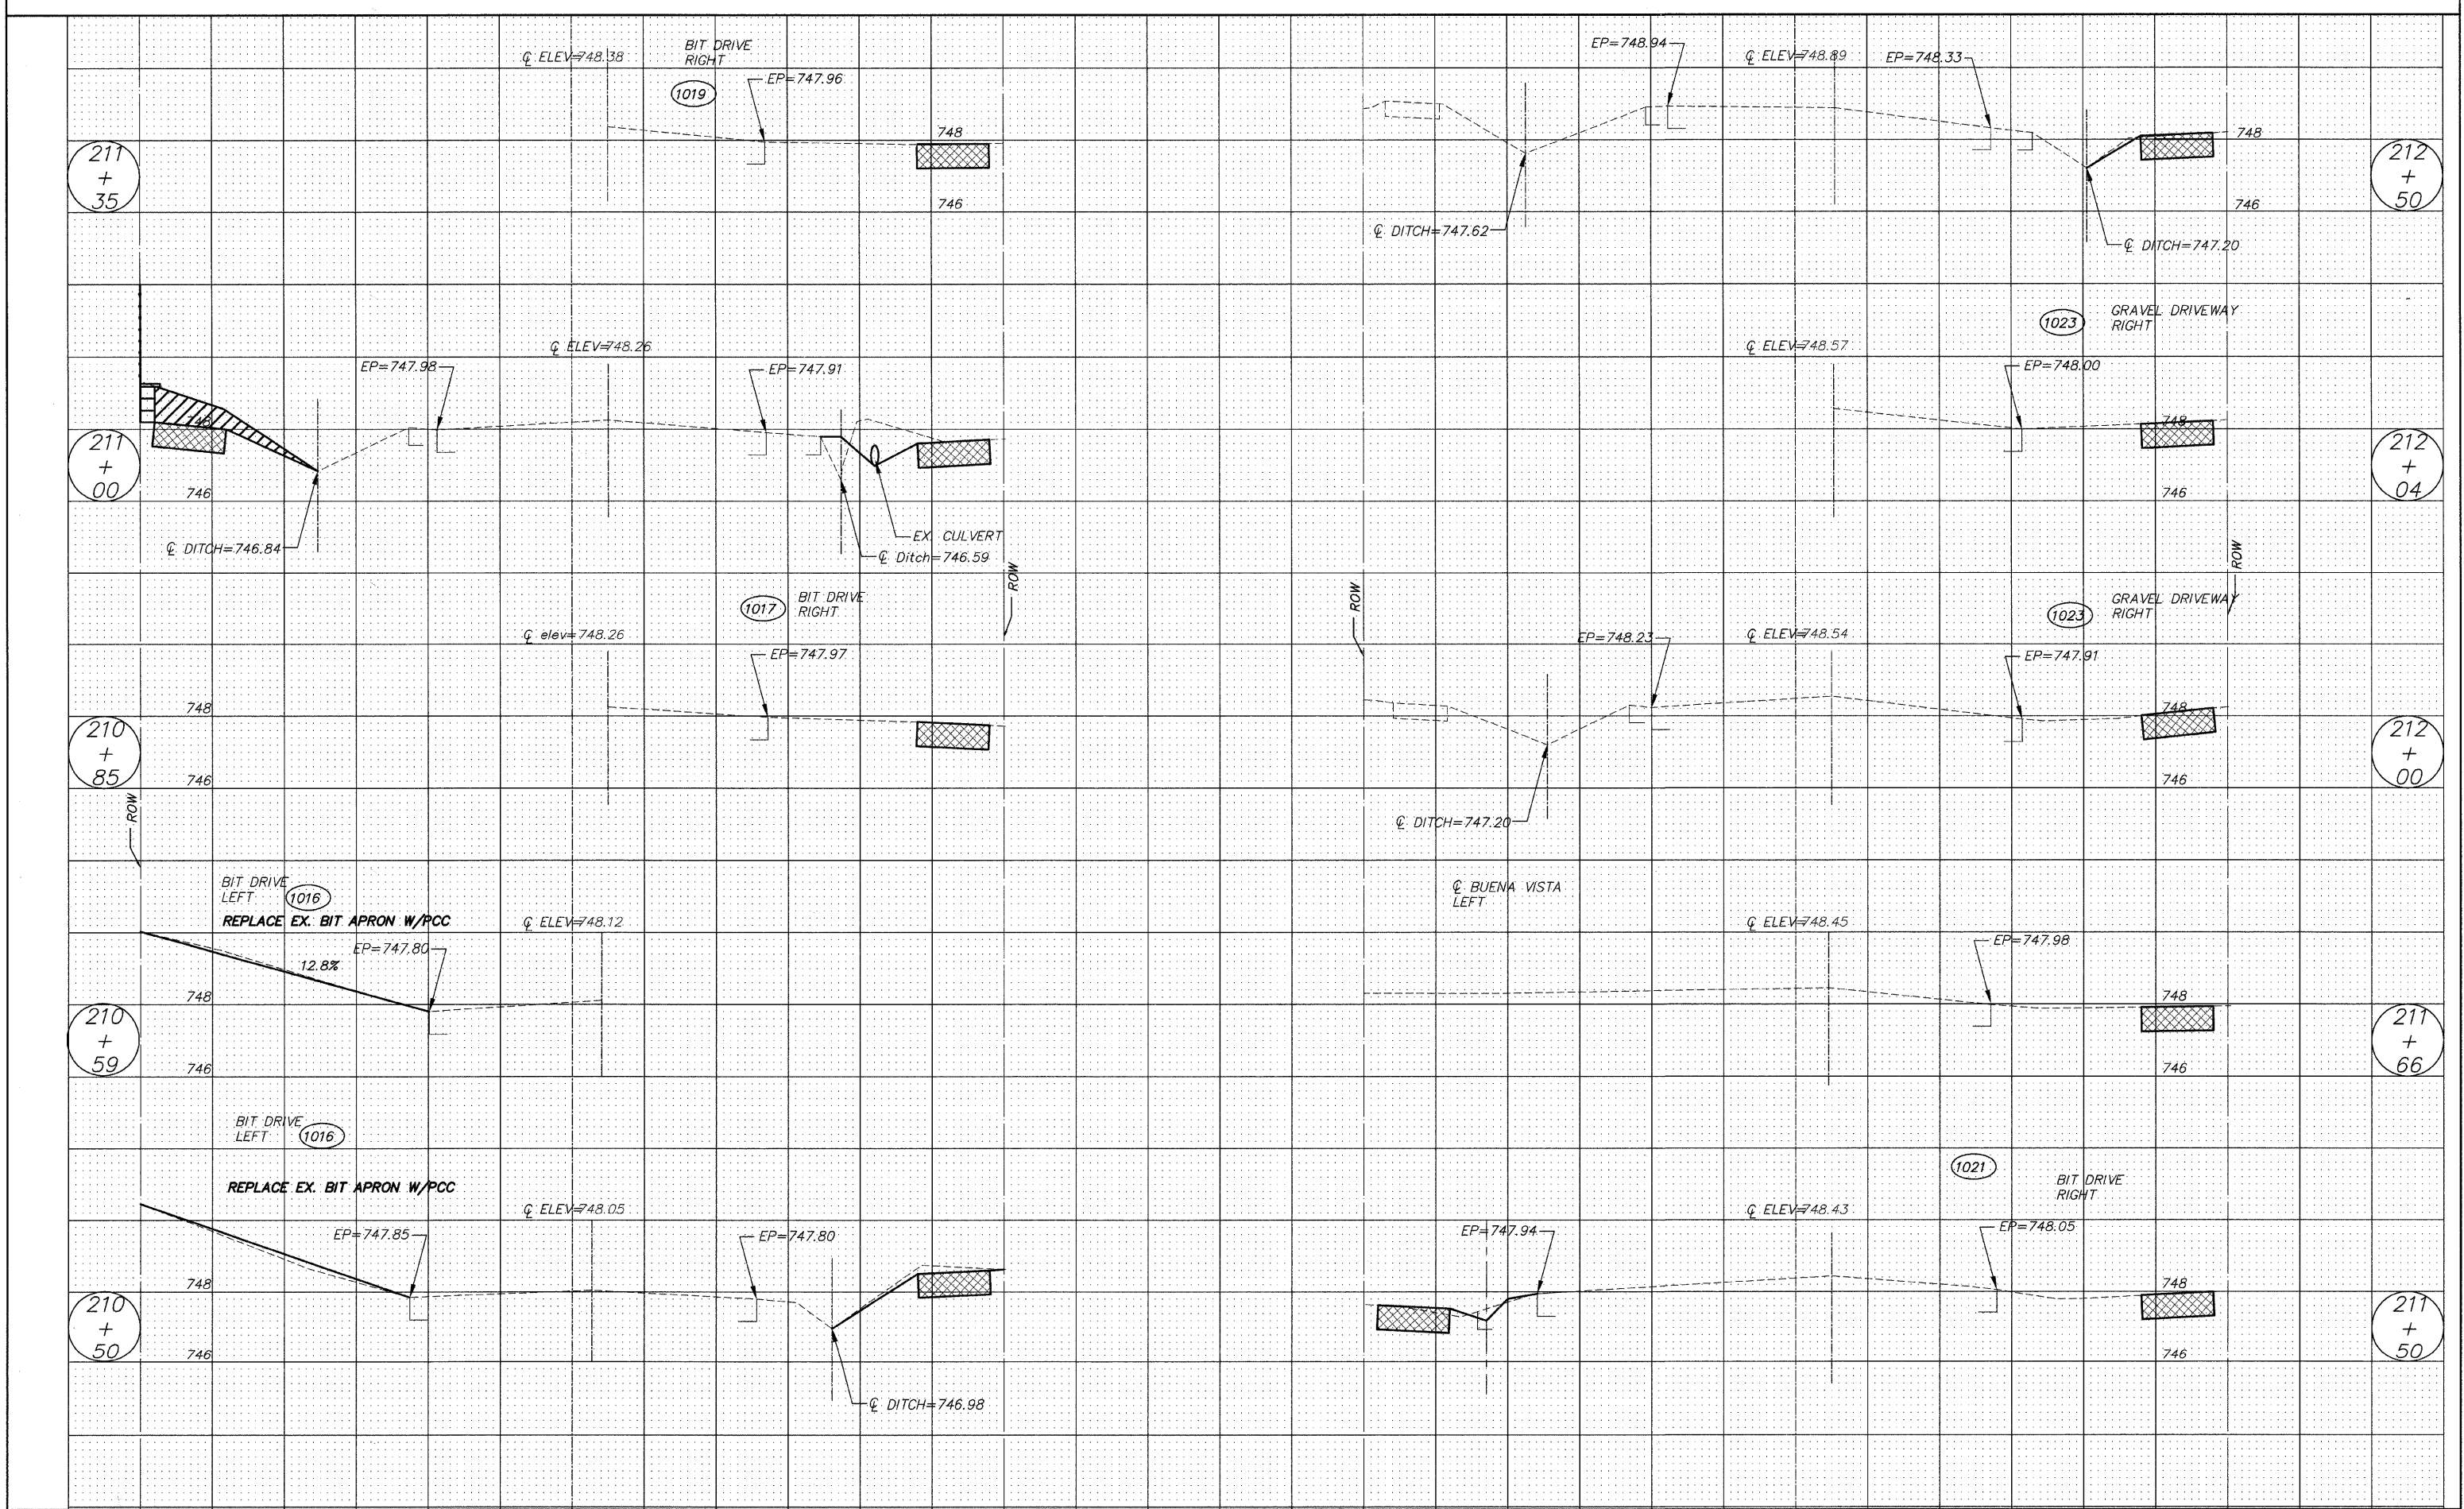 ℄ ELEV=748.38
BIT DRIVE
RIGHT
1019
EP=747.96
748
746
211
+
35
℄ ELEV=748.26
EP=747.98
EP=747.91
748
746
℄ DITCH=746.84
EX. CULVERT
℄ Ditch=746.59
ROW
211
+
00
1017
BIT DRIVE
RIGHT
℄ elev=748.26
EP=747.97
748
746
210
+
85
ROW
BIT DRIVE
LEFT
1016
REPLACE EX. BIT APRON W/PCC
℄ ELEV=748.12
EP=747.80
12.8%
748
746
210
+
59
BIT DRIVE
LEFT
1016
REPLACE EX. BIT APRON W/PCC
℄ ELEV=748.05
EP=747.85
EP=747.80
748
746
℄ DITCH=746.98
210
+
50
EP=748.94
℄ ELEV=748.89
EP=748.33
748
746
℄ DITCH=747.62
℄ DITCH=747.20
212
+
50
1023
GRAVEL DRIVEWAY
RIGHT
℄ ELEV=748.57
EP=748.00
748
746
212
+
04
ROW
ROW
1023
GRAVEL DRIVEWAY
RIGHT
EP=748.23
℄ ELEV=748.54
EP=747.91
748
746
℄ DITCH=747.20
212
+
00
℄ BUENA VISTA
LEFT
℄ ELEV=748.45
EP=747.98
748
746
211
+
66
1021
BIT DRIVE
RIGHT
℄ ELEV=748.43
EP=747.94
EP=748.05
748
746
211
+
50